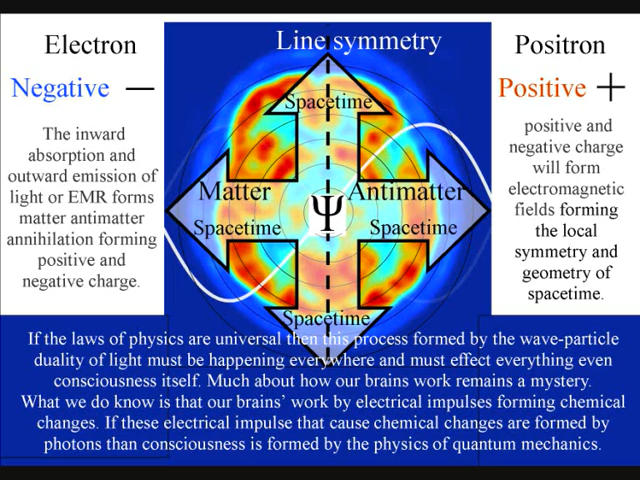 Electron
Negative −
The inward
absorption and
outward emission of
light or EMR forms
matter antimatter
annihilation forming
positive and
negative charge.
Line symmetry
Spacetime
Matter
Antimatter
Ψ
Spacetime
Spacetime
Spacetime
Positron
Positive +
positive and
negative charge
will form
electromagnetic
fields forming
the local
symmetry and
geometry of
spacetime.
If the laws of physics are universal then this process formed by the wave-particle
duality of light must be happening everywhere and must effect everything even
consciousness itself. Much about how our brains work remains a mystery.
What we do know is that our brains’ work by electrical impulses forming chemical
changes. If these electrical impulse that cause chemical changes are formed by
photons than consciousness is formed by the physics of quantum mechanics.